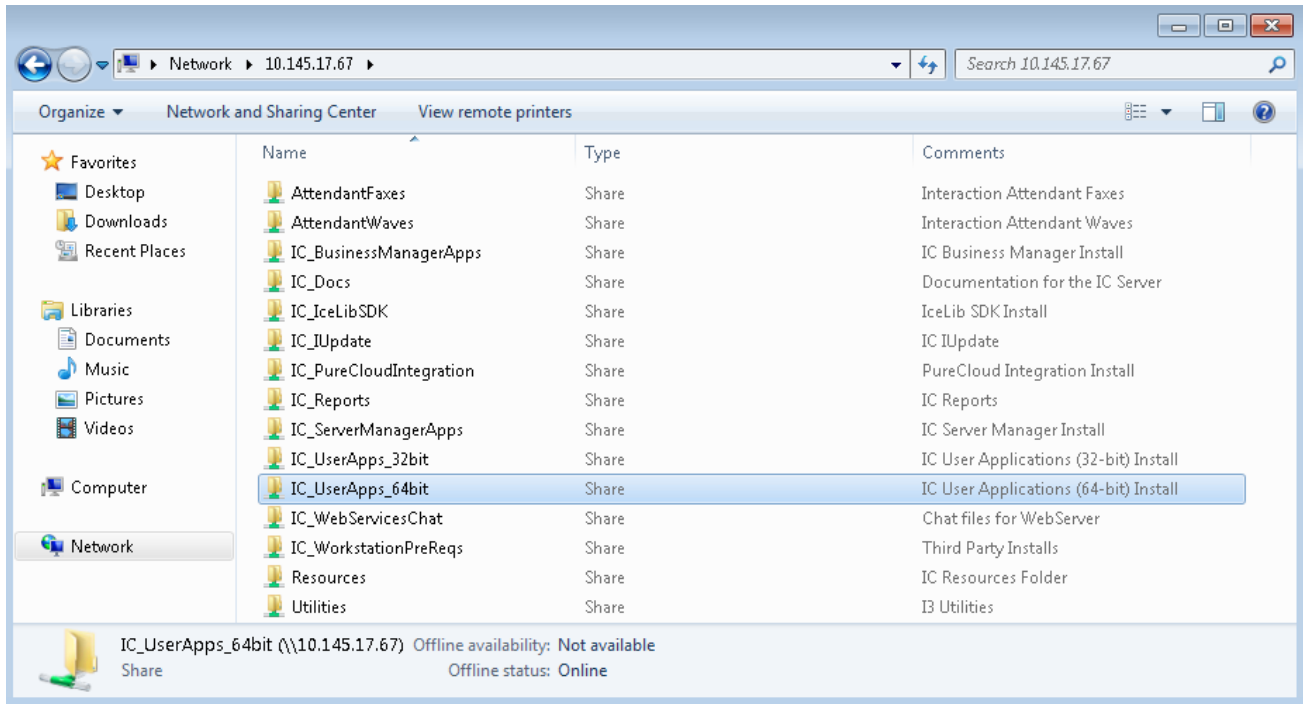 Network 10.145.17.67
Search 10.145.17.67
Organize Network and Sharing Center View remote printers
Favorites
Desktop
Downloads
Recent Places
Libraries
Documents
Music
Pictures
Videos
Computer
Network
Name Type Comments
AttendantFaxes Share Interaction Attendant Faxes
AttendantWaves Share Interaction Attendant Waves
IC_BusinessManagerApps Share IC Business Manager Install
IC_Docs Share Documentation for the IC Server
IC_IceLibSDK Share IceLib SDK Install
IC_IUpdate Share IC IUpdate
IC_PureCloudIntegration Share PureCloud Integration Install
IC_Reports Share IC Reports
IC_ServerManagerApps Share IC Server Manager Install
IC_UserApps_32bit Share IC User Applications (32-bit) Install
IC_UserApps_64bit Share IC User Applications (64-bit) Install
IC_WebServicesChat Share Chat files for WebServer
IC_WorkstationPreReqs Share Third Party Installs
Resources Share IC Resources Folder
Utilities Share I3 Utilities
IC_UserApps_64bit (\\10.145.17.67) Offline availability: Not available
Share Offline status: Online